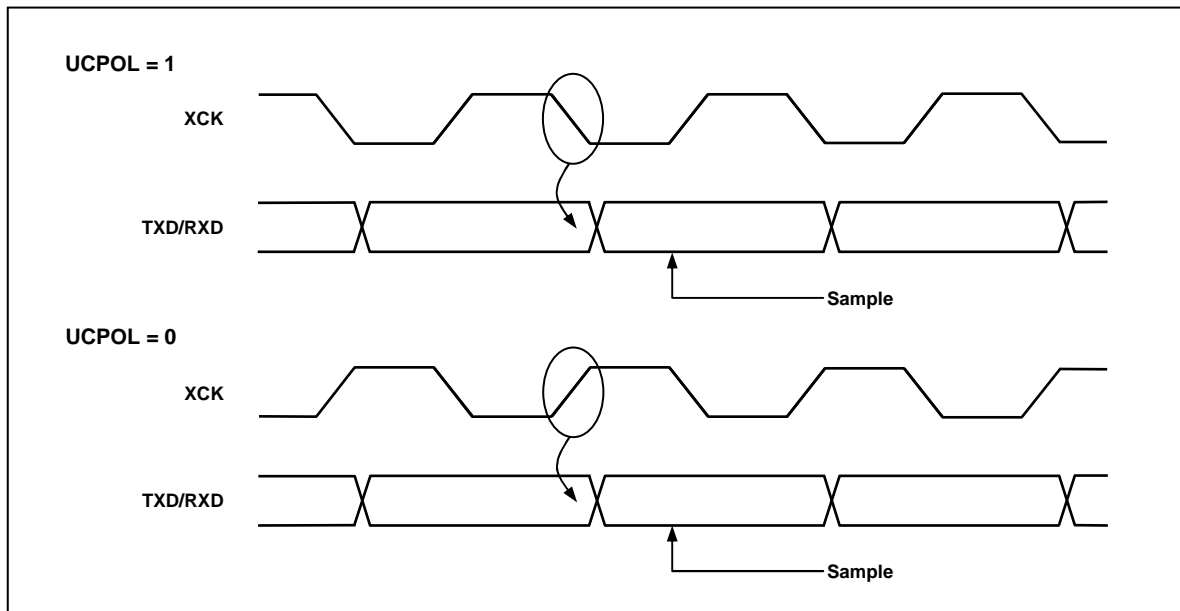 UCPOL = 1
XCK
TXD/RXD
Sample
UCPOL = 0
XCK
TXD/RXD
Sample